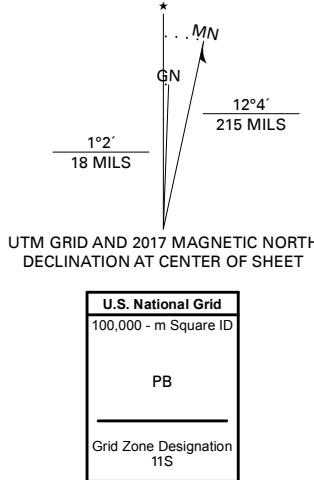 ★
MN
GN
12°4´
215 MILS
1°2´
18 MILS
UTM GRID AND 2017 MAGNETIC NORTH
DECLINATION AT CENTER OF SHEET
U.S. National Grid
100,000 - m Square ID
PB
Grid Zone Designation
11S